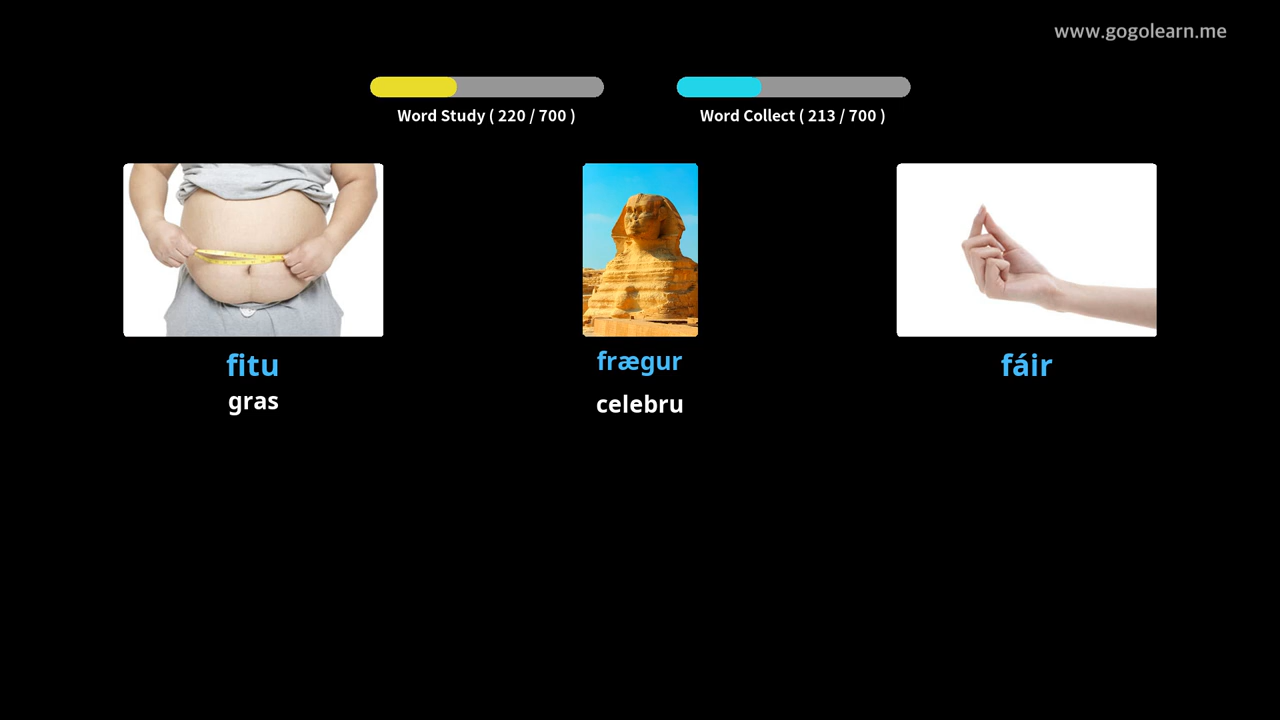 www.gogolearn.me
Word Study ( 220 / 700 )
Word Collect ( 213 / 700 )
fitu
gras
frægur
celebru
fáir